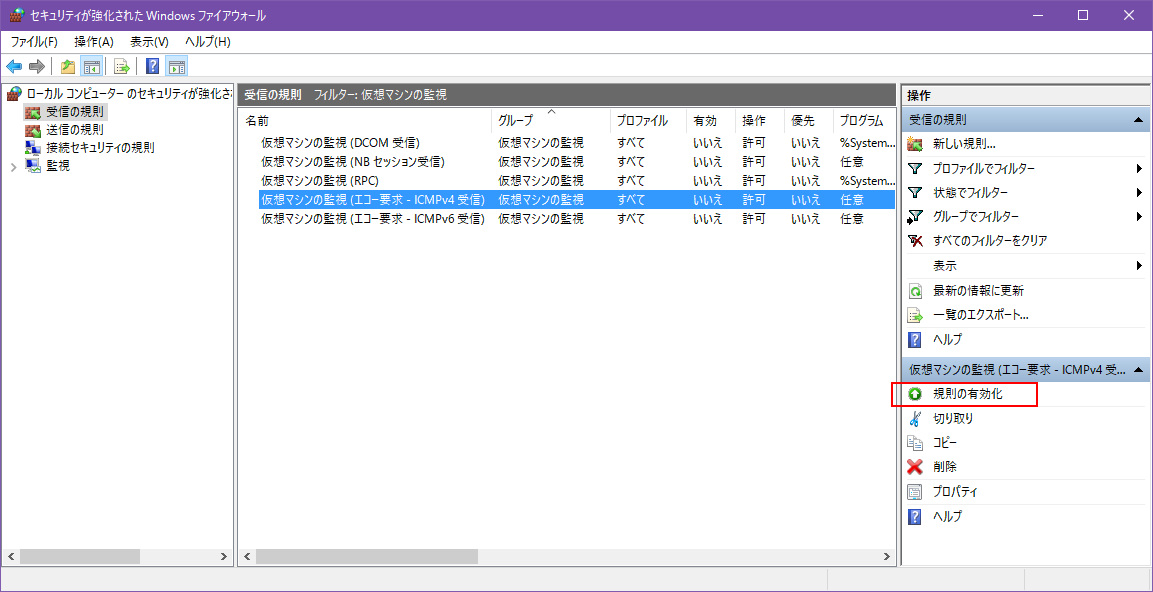 セキュリティが強化された Windows ファイアウォール
ファイル(F) 操作(A) 表示(V) ヘルプ(H)
ローカル コンピューター のセキュリティが強化さ
受信の規則
送信の規則
接続セキュリティの規則
監視
受信の規則 フィルター: 仮想マシンの監視
名前 グループ プロファイル 有効 操作 優先 プログラム
仮想マシンの監視 (DCOM 受信) 仮想マシンの監視 すべて いいえ 許可 いいえ %System...
仮想マシンの監視 (NB セッション受信) 仮想マシンの監視 すべて いいえ 許可 いいえ 任意
仮想マシンの監視 (RPC) 仮想マシンの監視 すべて いいえ 許可 いいえ %System...
仮想マシンの監視 (エコー要求 - ICMPv4 受信) 仮想マシンの監視 すべて いいえ 許可 いいえ 任意
仮想マシンの監視 (エコー要求 - ICMPv6 受信) 仮想マシンの監視 すべて いいえ 許可 いいえ 任意
操作
受信の規則
新しい規則...
プロファイルでフィルター
状態でフィルター
グループでフィルター
すべてのフィルターをクリア
表示
最新の情報に更新
一覧のエクスポート...
ヘルプ
仮想マシンの監視 (エコー要求 - ICMPv4 受...
規則の有効化
切り取り
コピー
削除
プロパティ
ヘルプ